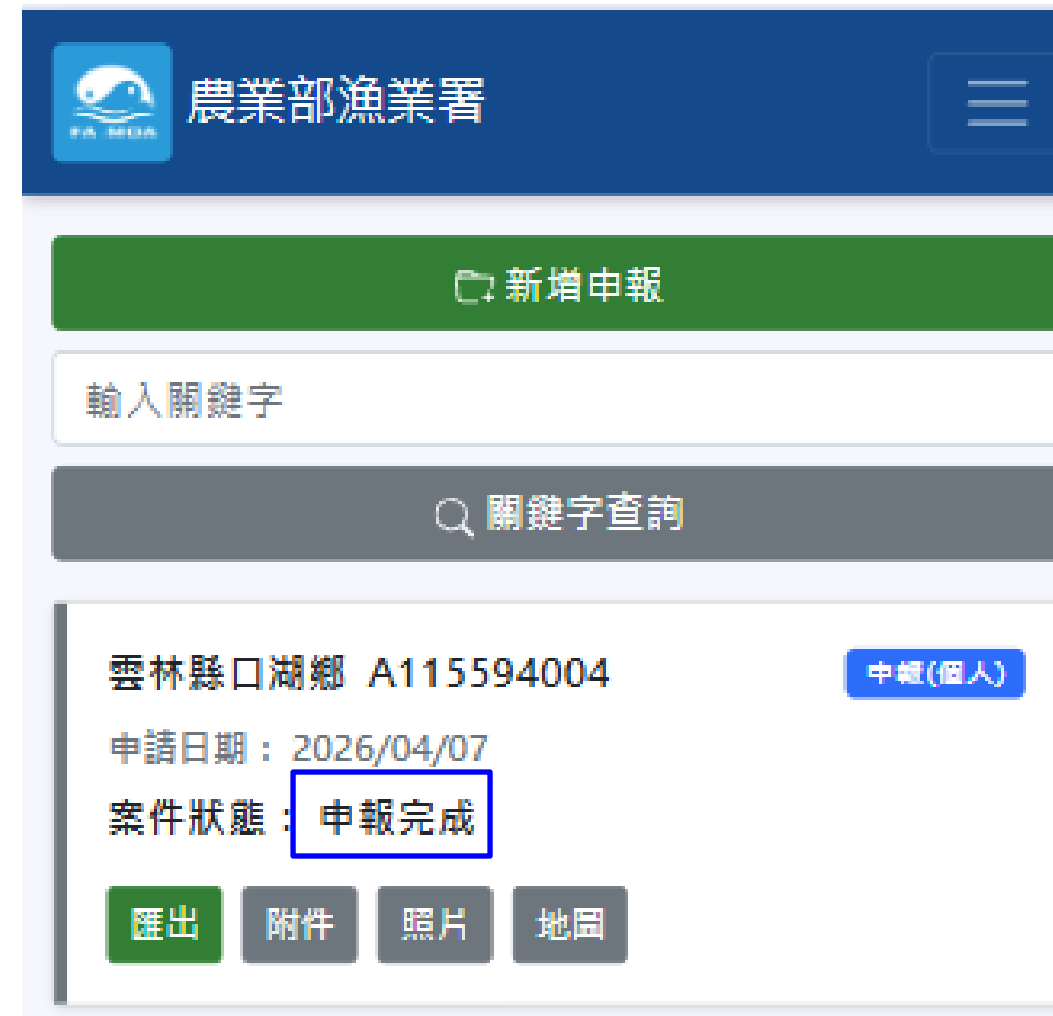 FA MOA
農業部漁業署
新增申報
輸入關鍵字
關鍵字查詢
雲林縣口湖鄉 A115594004
申報(個人)
申請日期：2026/04/07
案件狀態：申報完成
匯出 附件 照片 地圖